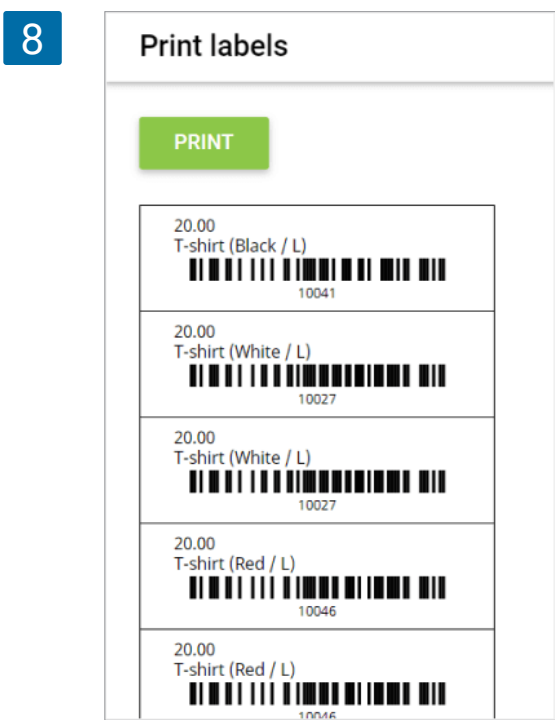 8
Print labels
PRINT
20.00
T-shirt (Black / L)
10041
20.00
T-shirt (White / L)
10027
20.00
T-shirt (White / L)
10027
20.00
T-shirt (Red / L)
10046
20.00
T-shirt (Red / L)
10046